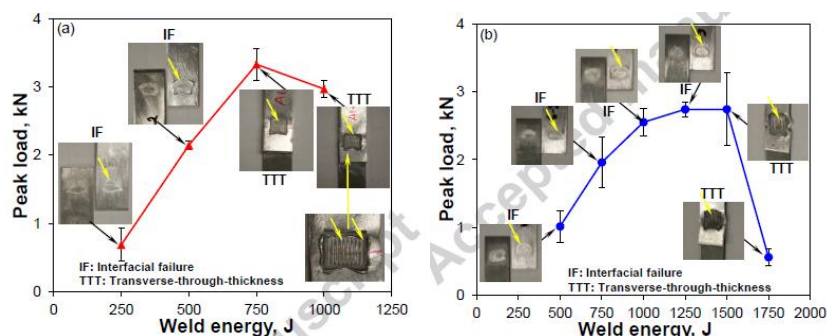 (a)
Peak load, kN
4
3
2
1
0
IF
IF
TTT
TTT
IF: Interfacial failure
TTT: Transverse-through-thickness
0 250 500 750 1000 1250
Weld energy, J
(b)
Peak load, kN
4
3
2
1
0
IF
IF
IF
IF
TTT
TTT
IF: Interfacial failure
TTT: Transverse-through-thickness
0 250 500 750 1000 1250 1500 1750 2000
Weld energy, J
Accepted